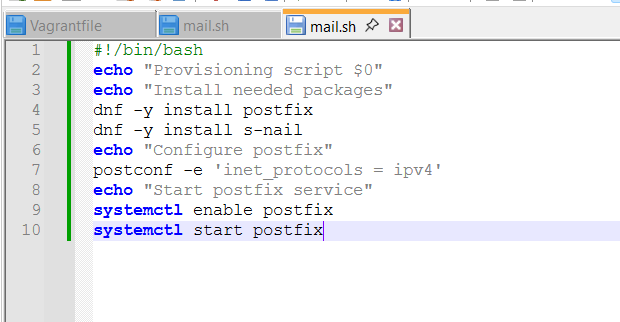 Vagrantfile mail.sh mail.sh
1 #!/bin/bash
2 echo "Provisioning script $0"
3 echo "Install needed packages"
4 dnf -y install postfix
5 dnf -y install s-nail
6 echo "Configure postfix"
7 postconf -e 'inet_protocols = ipv4'
8 echo "Start postfix service"
9 systemctl enable postfix
10 systemctl start postfix